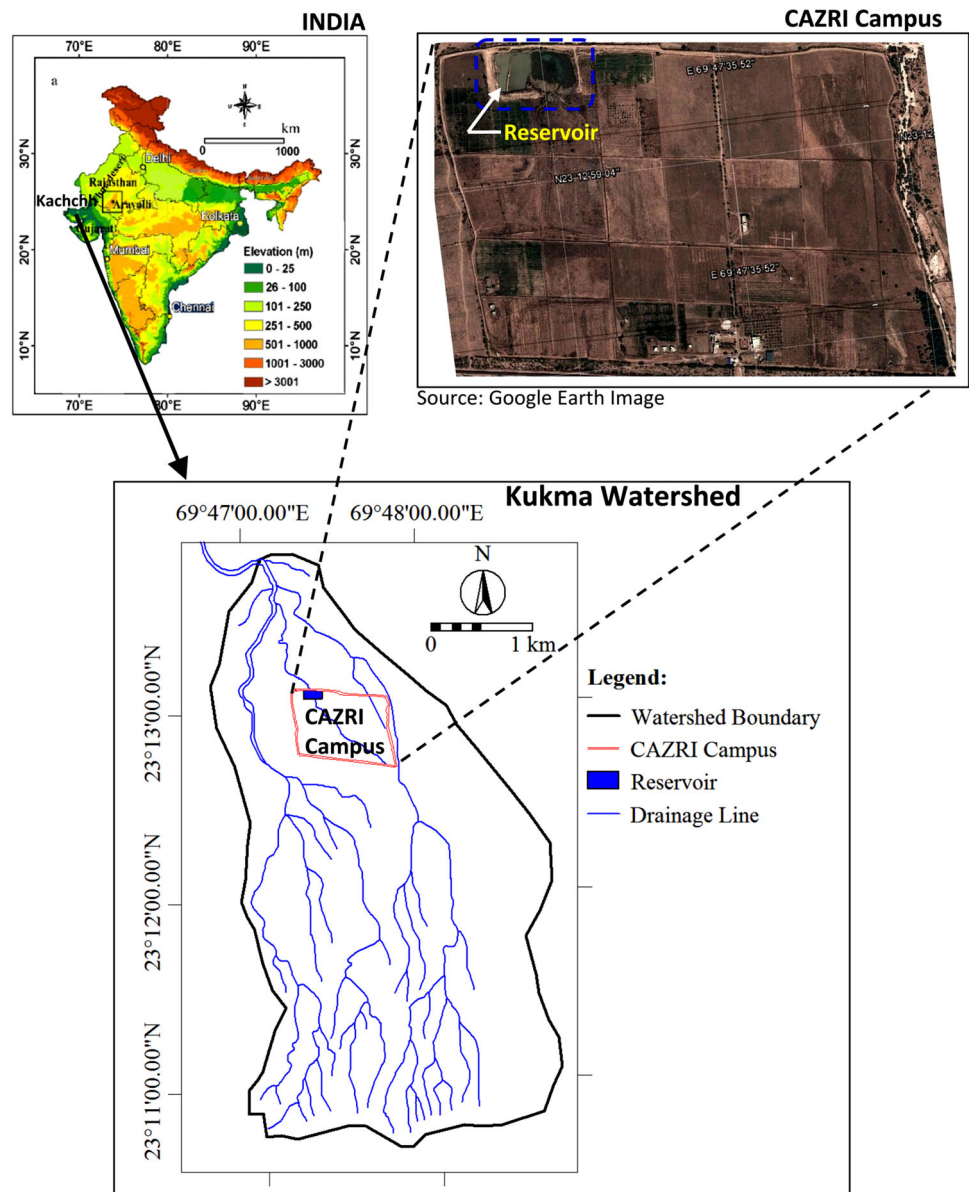 INDIA
70°E
80°E
90°E
a
km
0
1000
30°N
20°N
10°N
30°N
20°N
10°N
Delhi
Rajasthan
Aravalli
Kachchh
Gujarat
Kolkata
Mumbai
Chennai
Elevation (m)
0 - 25
26 - 100
101 - 250
251 - 500
501 - 1000
1001 - 3000
> 3001
70°E
80°E
90°E
CAZRI Campus
E 69°47'35.52"
Reservoir
N23-12
N23-12'59.04"
E 69°47'35.52"
Source: Google Earth Image
Kukma Watershed
69°47'00.00"E
69°48'00.00"E
N
0
1 km
23°13'00.00"N
23°12'00.00"N
23°11'00.00"N
CAZRI
Campus
Legend:
Watershed Boundary
CAZRI Campus
Reservoir
Drainage Line